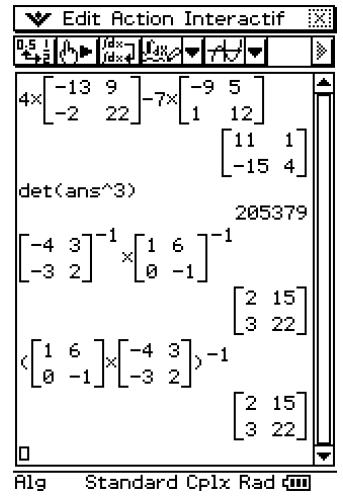 Edit Action Interactif
4×[-13 9
-2 22]-7×[-9 5
1 12]
[11 1
-15 4]
det(ans^3)
205379
[-4 3
-3 2]^-1×[1 6
0 -1]^-1
[2 15
3 22]
([1 6
0 -1]×[-4 3
-3 2])^-1
[2 15
3 22]
Alg Standard Cplx Rad